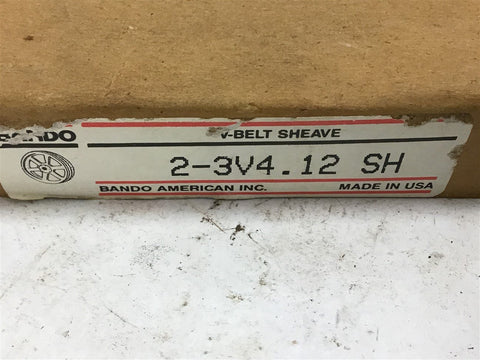 BANDO
V-BELT SHEAVE
2-3V4.12 SH
BANDO AMERICAN INC.
MADE IN USA